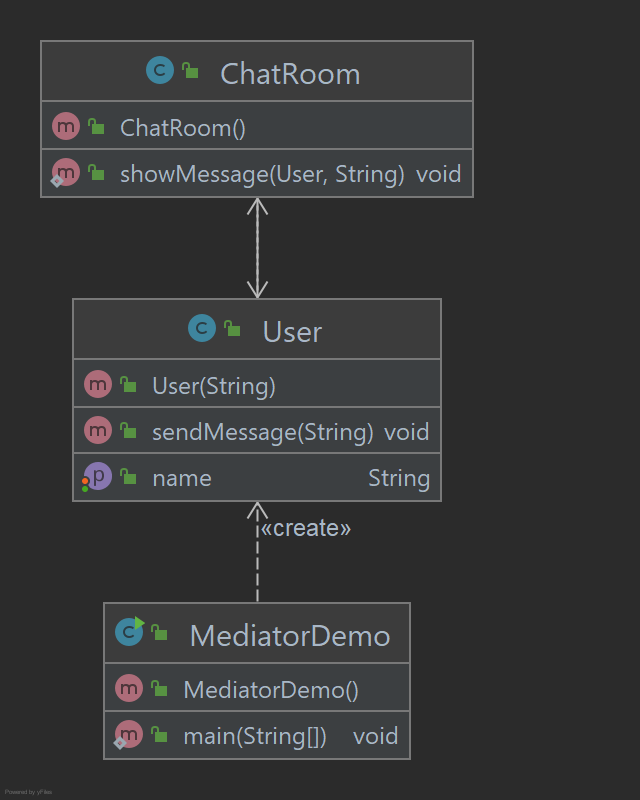 C ChatRoom
m ChatRoom()
m showMessage(User, String) void
C User
m User(String)
m sendMessage(String) void
p name String
«create»
C MediatorDemo
m MediatorDemo()
m main(String[]) void
Powered by yFiles